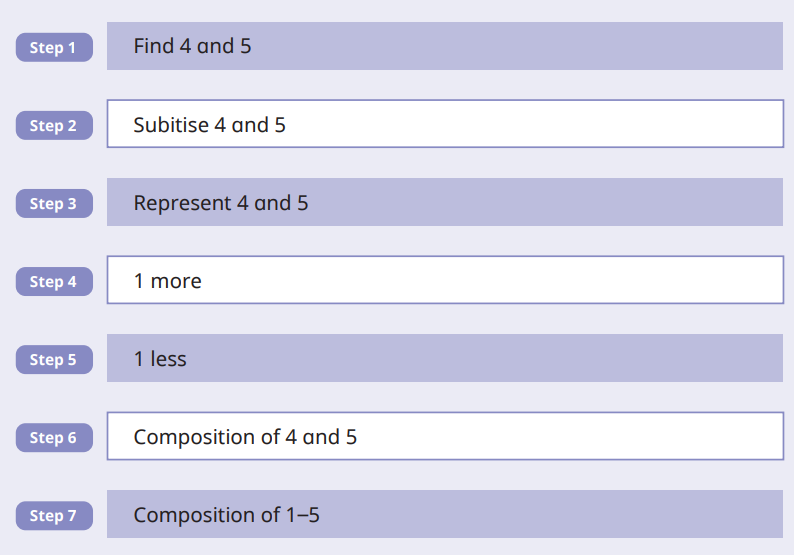 Step 1 Find 4 and 5
Step 2 Subitise 4 and 5
Step 3 Represent 4 and 5
Step 4 1 more
Step 5 1 less
Step 6 Composition of 4 and 5
Step 7 Composition of 1–5